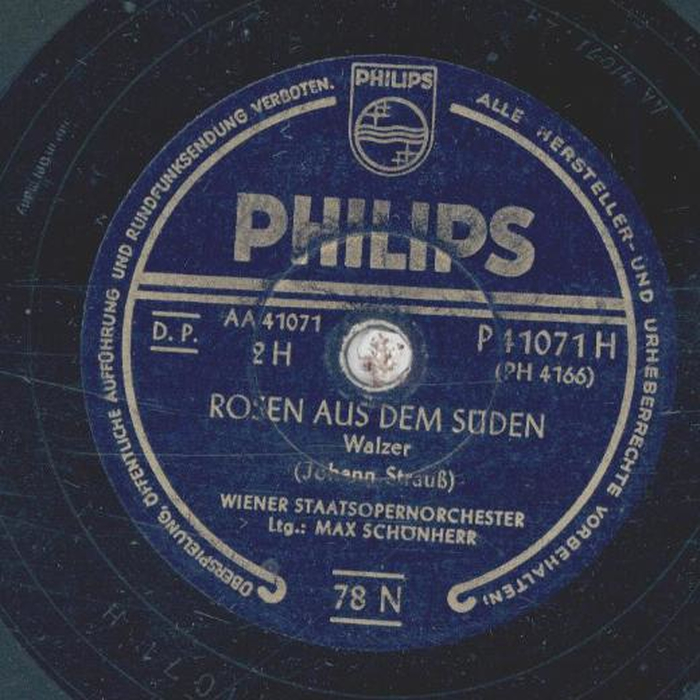 PHILIPS
ALLE HERSTELLER- UND URHEBERRECHTE VORBEHALTEN;
ÜBERSPIELUNG, ÖFFENTLICHE AUFFÜHRUNG UND RUNDFUNKSENDUNG VERBOTEN.
PHILIPS
D. P.
AA 41071
2 H
P 41071 H
(PH 4166)
ROSEN AUS DEM SÜDEN
Walzer
(Johann Strauß)
WIENER STAATSOPERNORCHESTER
Ltg.: MAX SCHÖNHERR
78 N